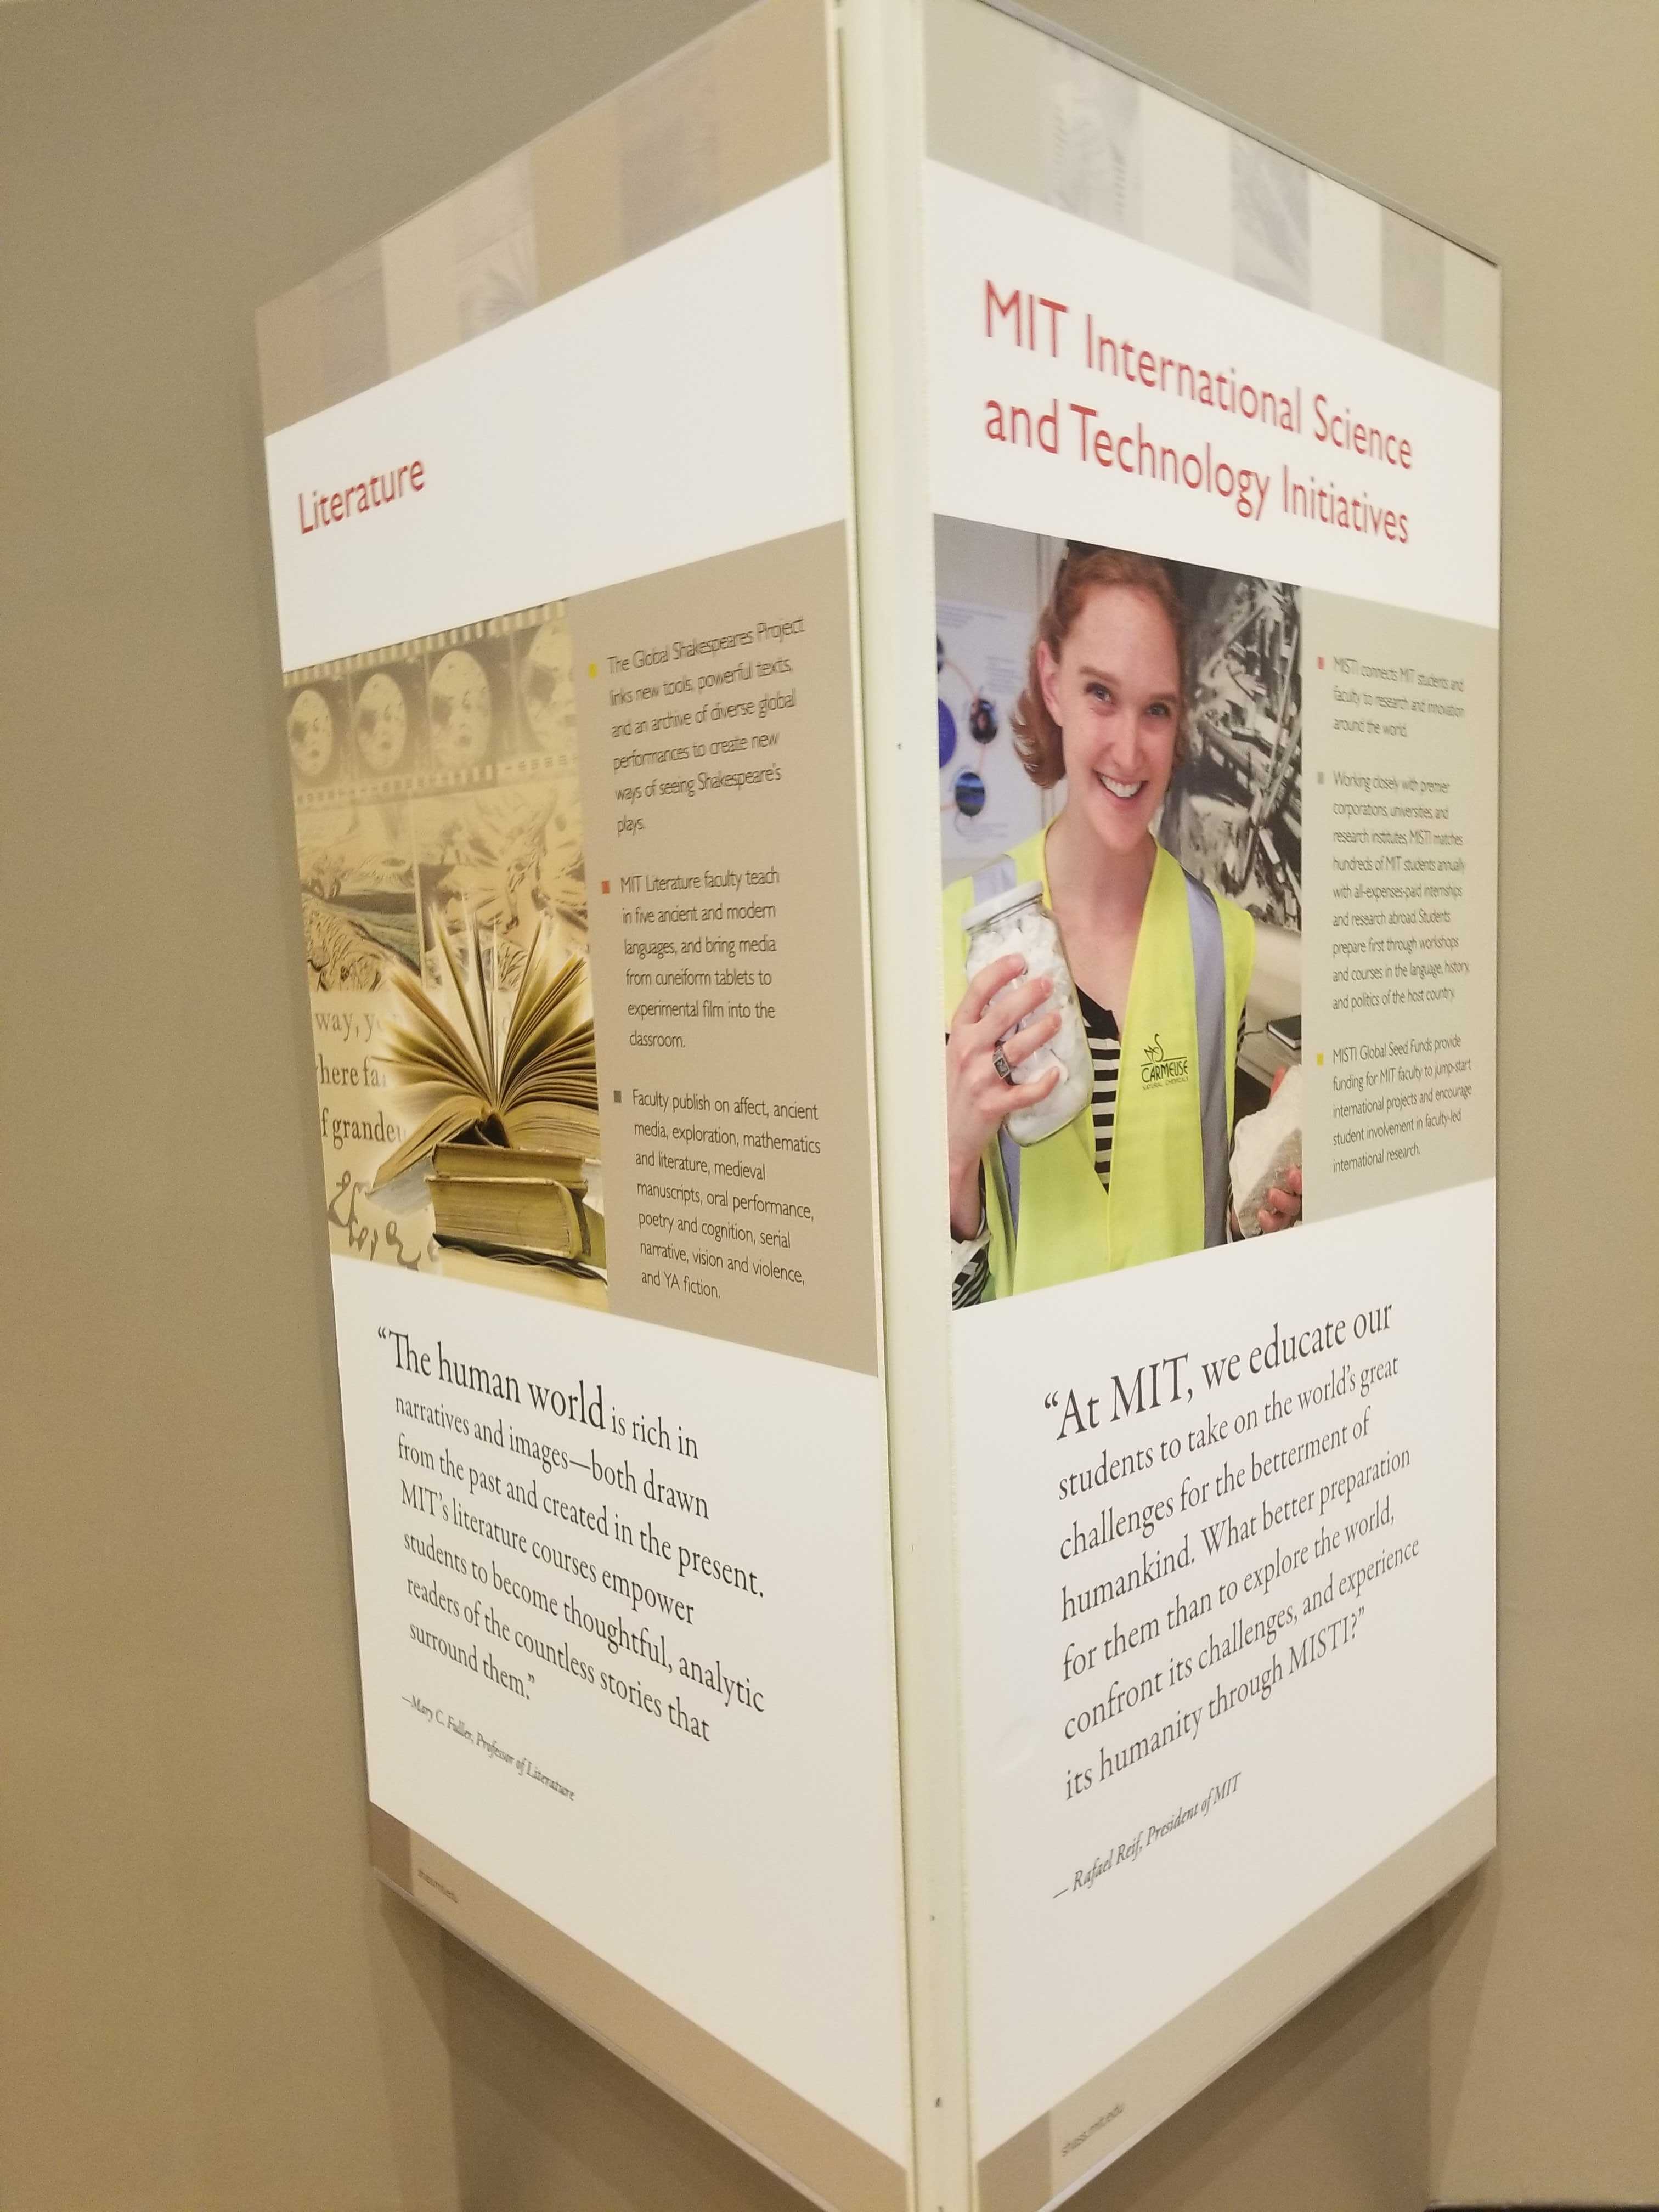 Literature
The Global Shakespeares Project
links new tools, powerful texts,
and an archive of diverse global
performances to create new
ways of seeing Shakespeare's
plays.
MIT Literature faculty teach
in five ancient and modern
languages, and bring media
from cuneiform tablets to
experimental film into the
classroom.
Faculty publish on affect, ancient
media, exploration, mathematics
and literature, medieval
manuscripts, oral performance,
poetry and cognition, serial
narrative, vision and violence,
and YA fiction.
way, y
here fa
f grandeu
“The human world is rich in
narratives and images—both drawn
from the past and created in the present.
MIT’s literature courses empower
students to become thoughtful, analytic
readers of the countless stories that
surround them.”
—Mary C. Fuller, Professor of Literature
MIT International Science
and Technology Initiatives
MISTI connects MIT students and
faculty to research and innovation
around the world.
Working closely with premier
corporations, universities, and
research institutes, MISTI matches
hundreds of MIT students annually
with all-expenses-paid internships
and research abroad. Students
prepare first through workshops
and courses in the language, history,
and politics of the host country.
MISTI Global Seed Funds provide
funding for MIT faculty to jump-start
international projects and encourage
student involvement in faculty-led
international research.
CARMEUSE
NATURAL CHEMICALS
“At MIT, we educate our
students to take on the world’s great
challenges for the betterment of
humankind. What better preparation
for them than to explore the world,
confront its challenges, and experience
its humanity through MISTI?”
— Rafael Reif, President of MIT
shass.mit.edu